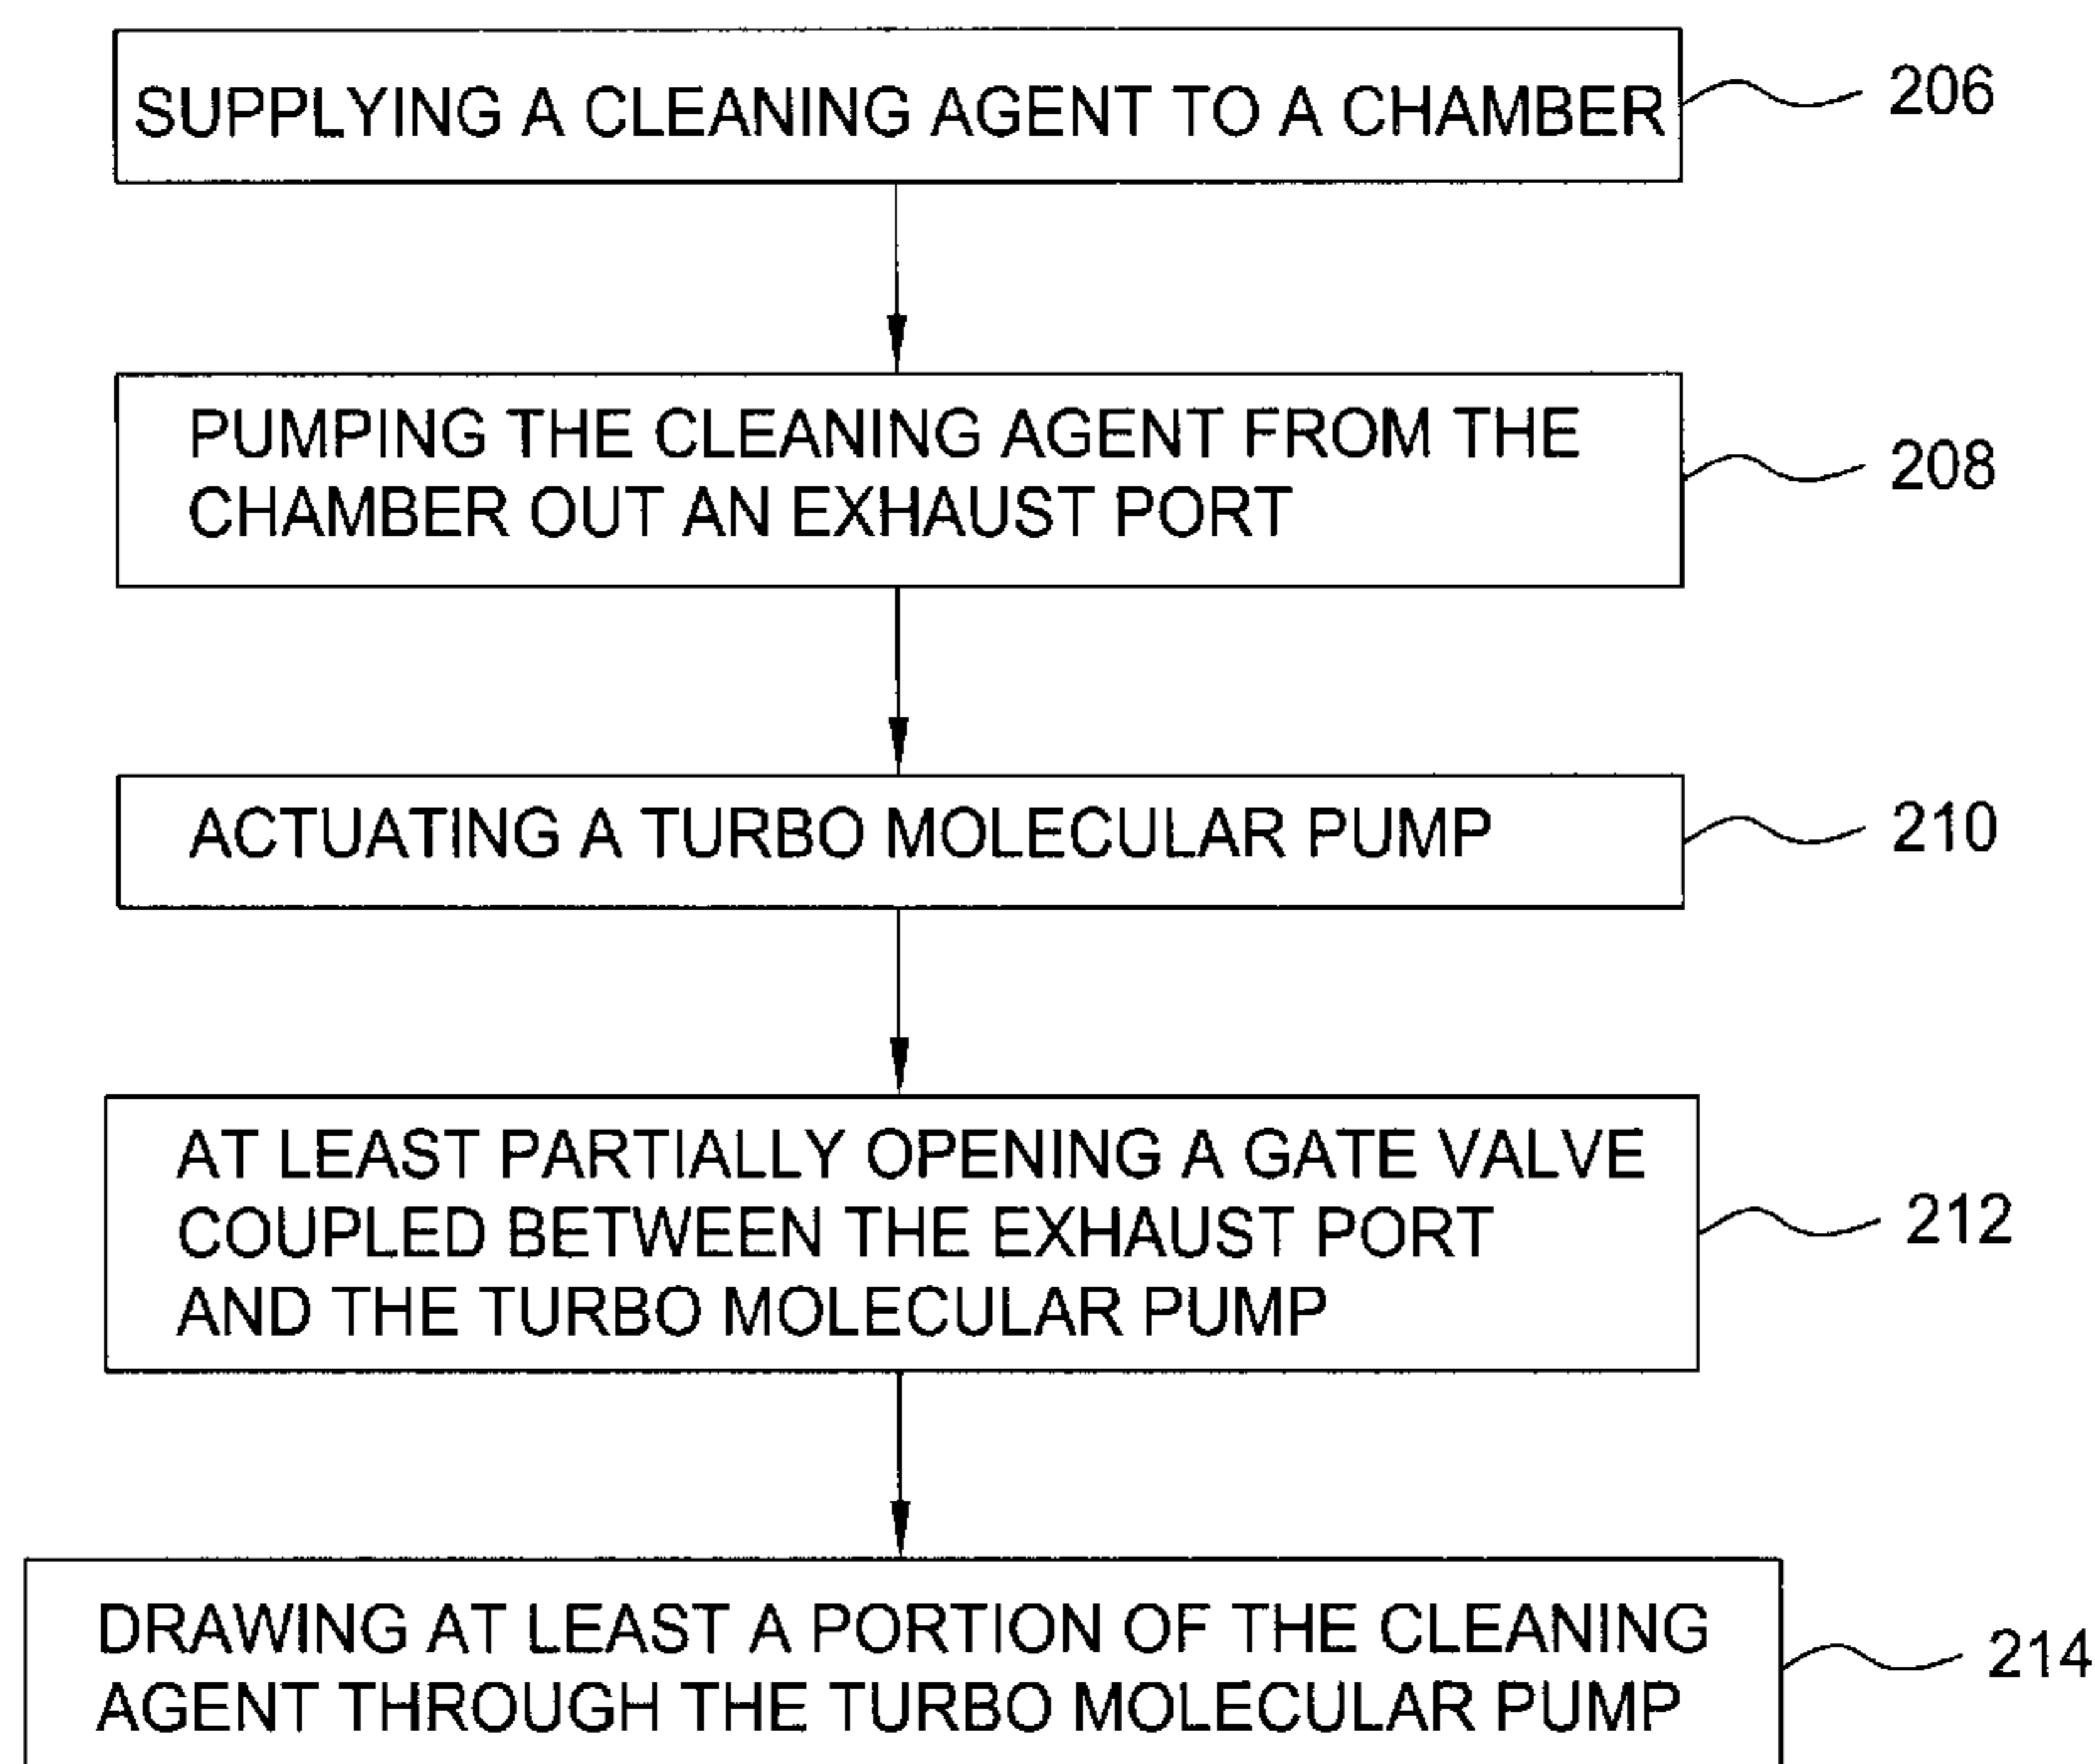 SUPPLYING A CLEANING AGENT TO A CHAMBER
206
PUMPING THE CLEANING AGENT FROM THE
CHAMBER OUT AN EXHAUST PORT
208
ACTUATING A TURBO MOLECULAR PUMP
210
AT LEAST PARTIALLY OPENING A GATE VALVE
COUPLED BETWEEN THE EXHAUST PORT
AND THE TURBO MOLECULAR PUMP
212
DRAWING AT LEAST A PORTION OF THE CLEANING
AGENT THROUGH THE TURBO MOLECULAR PUMP
214